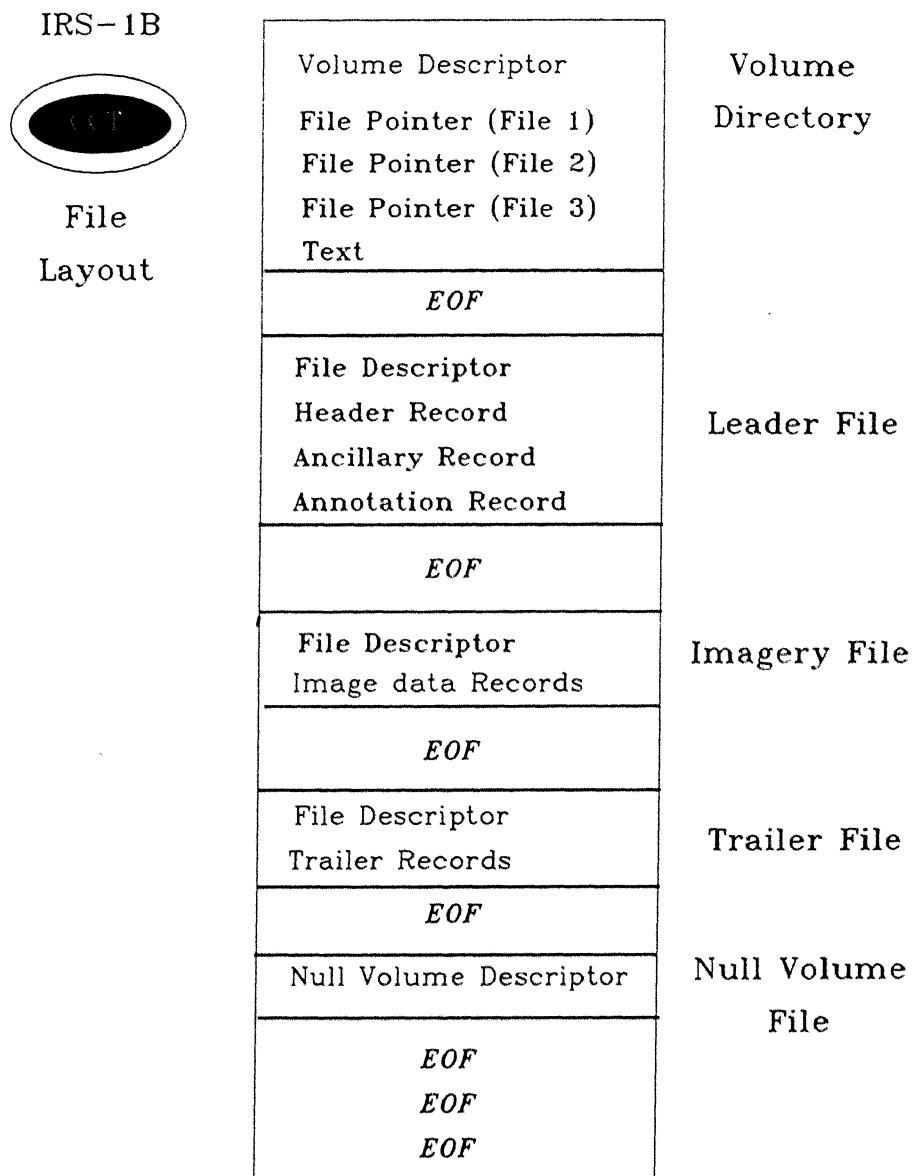 IRS-1B
CCT
File
Layout
Volume Descriptor
File Pointer (File 1)
File Pointer (File 2)
File Pointer (File 3)
Text
Volume
Directory
EOF
File Descriptor
Header Record
Ancillary Record
Annotation Record
Leader File
EOF
File Descriptor
Image data Records
Imagery File
EOF
File Descriptor
Trailer Records
Trailer File
EOF
Null Volume Descriptor
Null Volume
File
EOF
EOF
EOF